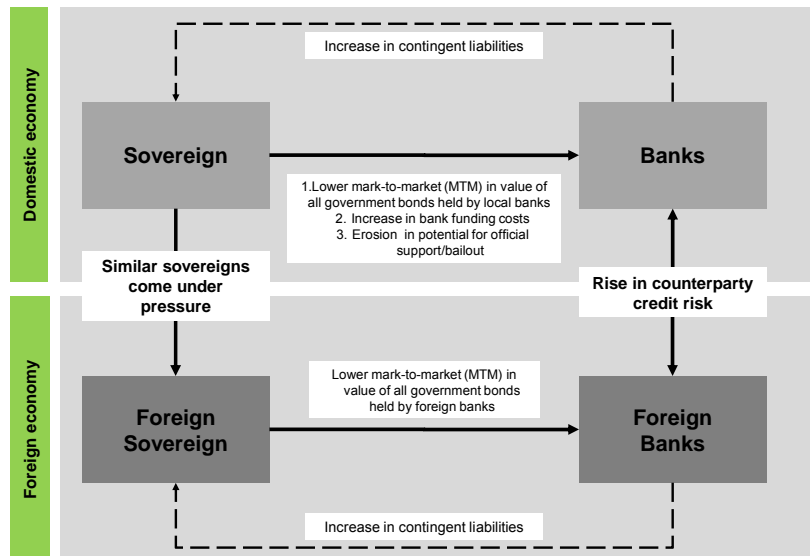 Domestic economy
Increase in contingent liabilities
Sovereign
Banks
1.Lower mark-to-market (MTM) in value of
all government bonds held by local banks
2. Increase in bank funding costs
3. Erosion in potential for official
support/bailout
Similar sovereigns
come under
pressure
Rise in counterparty
credit risk
Foreign economy
Lower mark-to-market (MTM) in
value of all government bonds
held by foreign banks
Foreign
Sovereign
Foreign
Banks
Increase in contingent liabilities